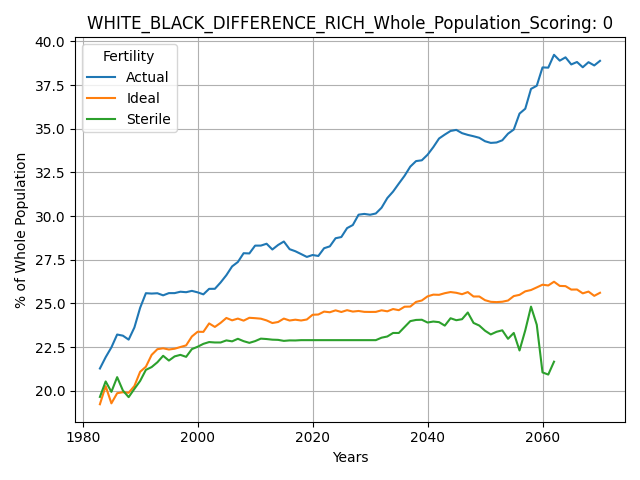 WHITE_BLACK_DIFFERENCE_RICH_Whole_Population_Scoring: 0
40.0
37.5
35.0
32.5
30.0
27.5
25.0
22.5
20.0
% of Whole Population
Fertility
Actual
Ideal
Sterile
1980
2000
2020
2040
2060
Years